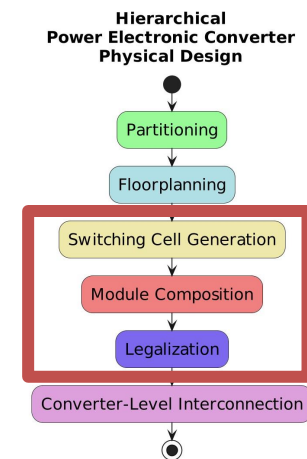 Hierarchical
Power Electronic Converter
Physical Design
Partitioning
Floorplanning
Switching Cell Generation
Module Composition
Legalization
Converter-Level Interconnection